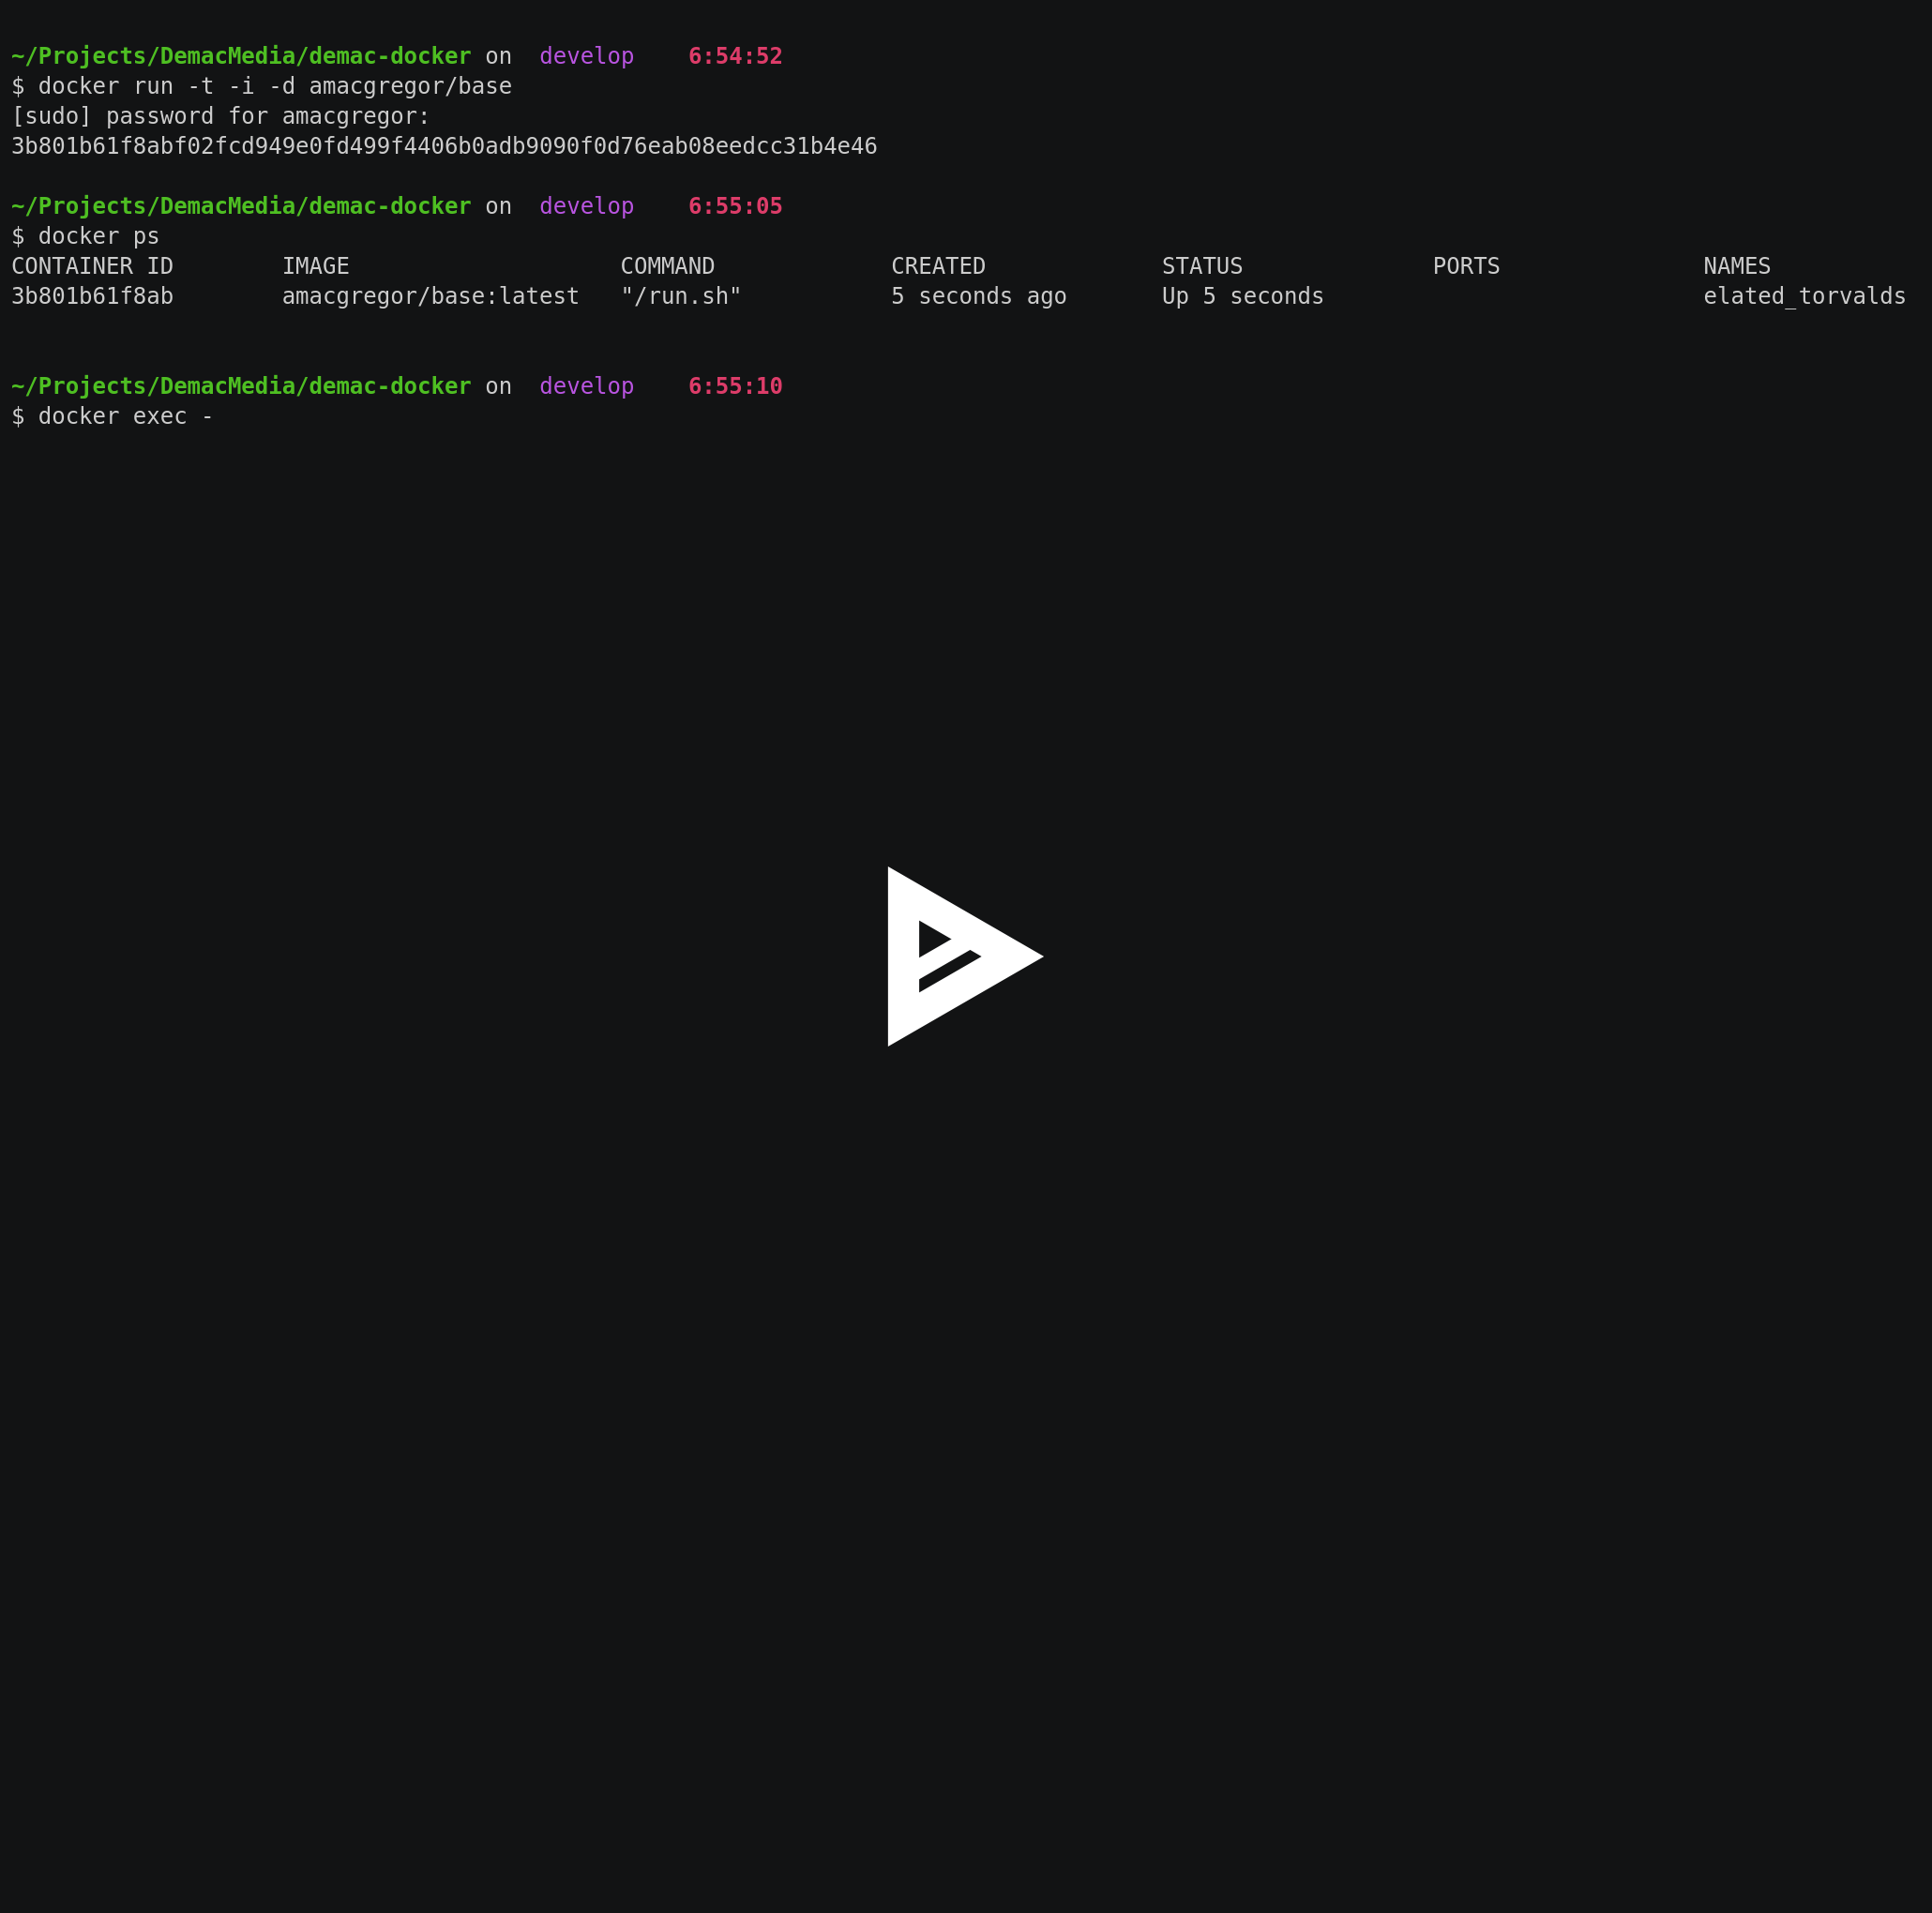 ~/Projects/DemacMedia/demac-docker on develop 6:54:52
$ docker run -t -i -d amacgregor/base
[sudo] password for amacgregor:
3b801b61f8abf02fcd949e0fd499f4406b0adb9090f0d76eab08eedcc31b4e46
~/Projects/DemacMedia/demac-docker on develop 6:55:05
$ docker ps
CONTAINER ID IMAGE COMMAND CREATED STATUS PORTS NAMES
3b801b61f8ab amacgregor/base:latest "/run.sh" 5 seconds ago Up 5 seconds elated_torvalds
~/Projects/DemacMedia/demac-docker on develop 6:55:10
$ docker exec -